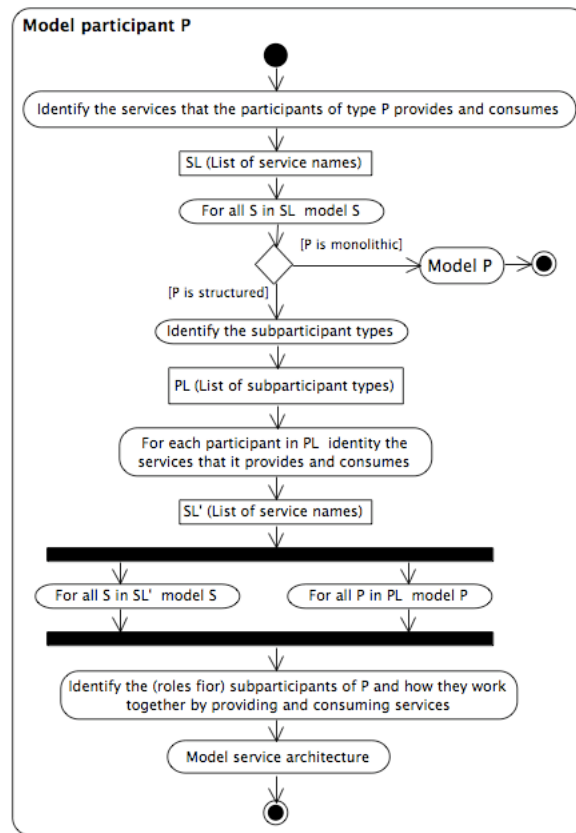 Model participant P
Identify the services that the participants of type P provides and consumes
SL (List of service names)
For all S in SL model S
[P is monolithic]
Model P
[P is structured]
Identify the subparticipant types
PL (List of subparticipant types)
For each participant in PL identity the
services that it provides and consumes
SL' (List of service names)
For all S in SL' model S
For all P in PL model P
Identify the (roles fior) subparticipants of P and how they work
together by providing and consuming services
Model service architecture